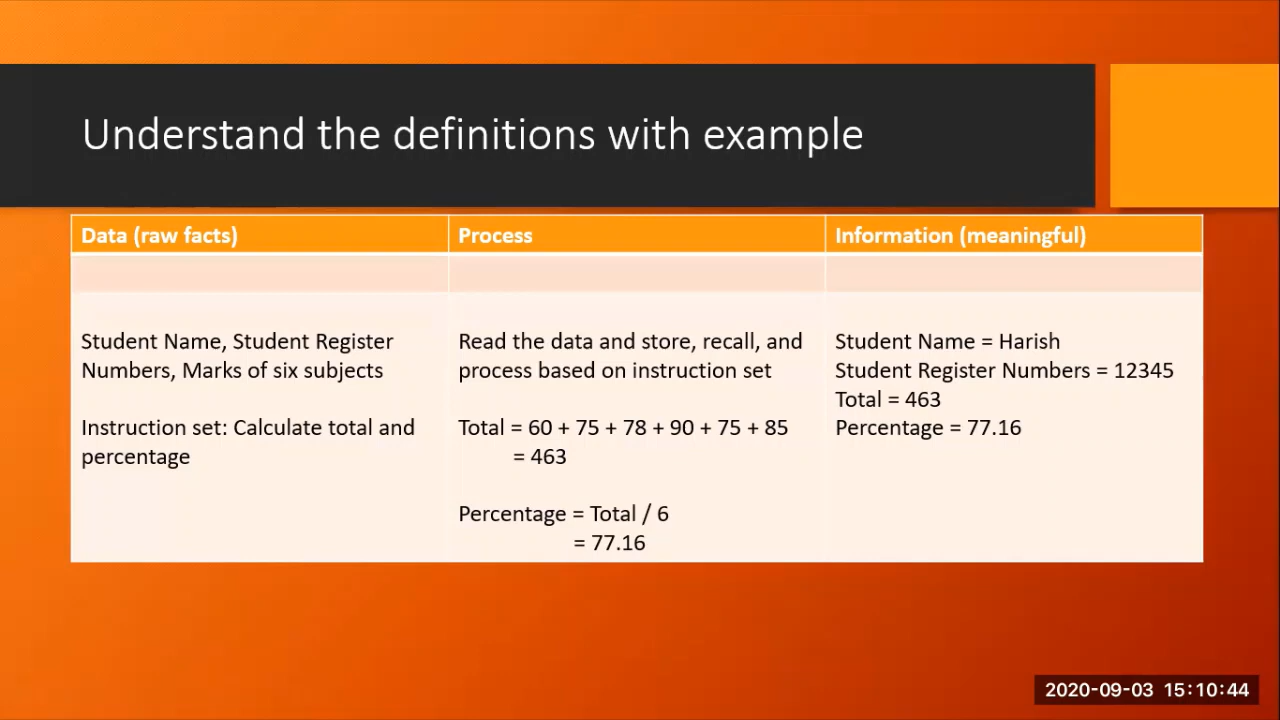 Understand the definitions with example
Data (raw facts)
Process
Information (meaningful)
Student Name, Student Register
Numbers, Marks of six subjects
Instruction set: Calculate total and
percentage
Read the data and store, recall, and
process based on instruction set
Total = 60 + 75 + 78 + 90 + 75 + 85
= 463
Percentage = Total / 6
= 77.16
Student Name = Harish
Student Register Numbers = 12345
Total = 463
Percentage = 77.16
2020-09-03 15:10:44